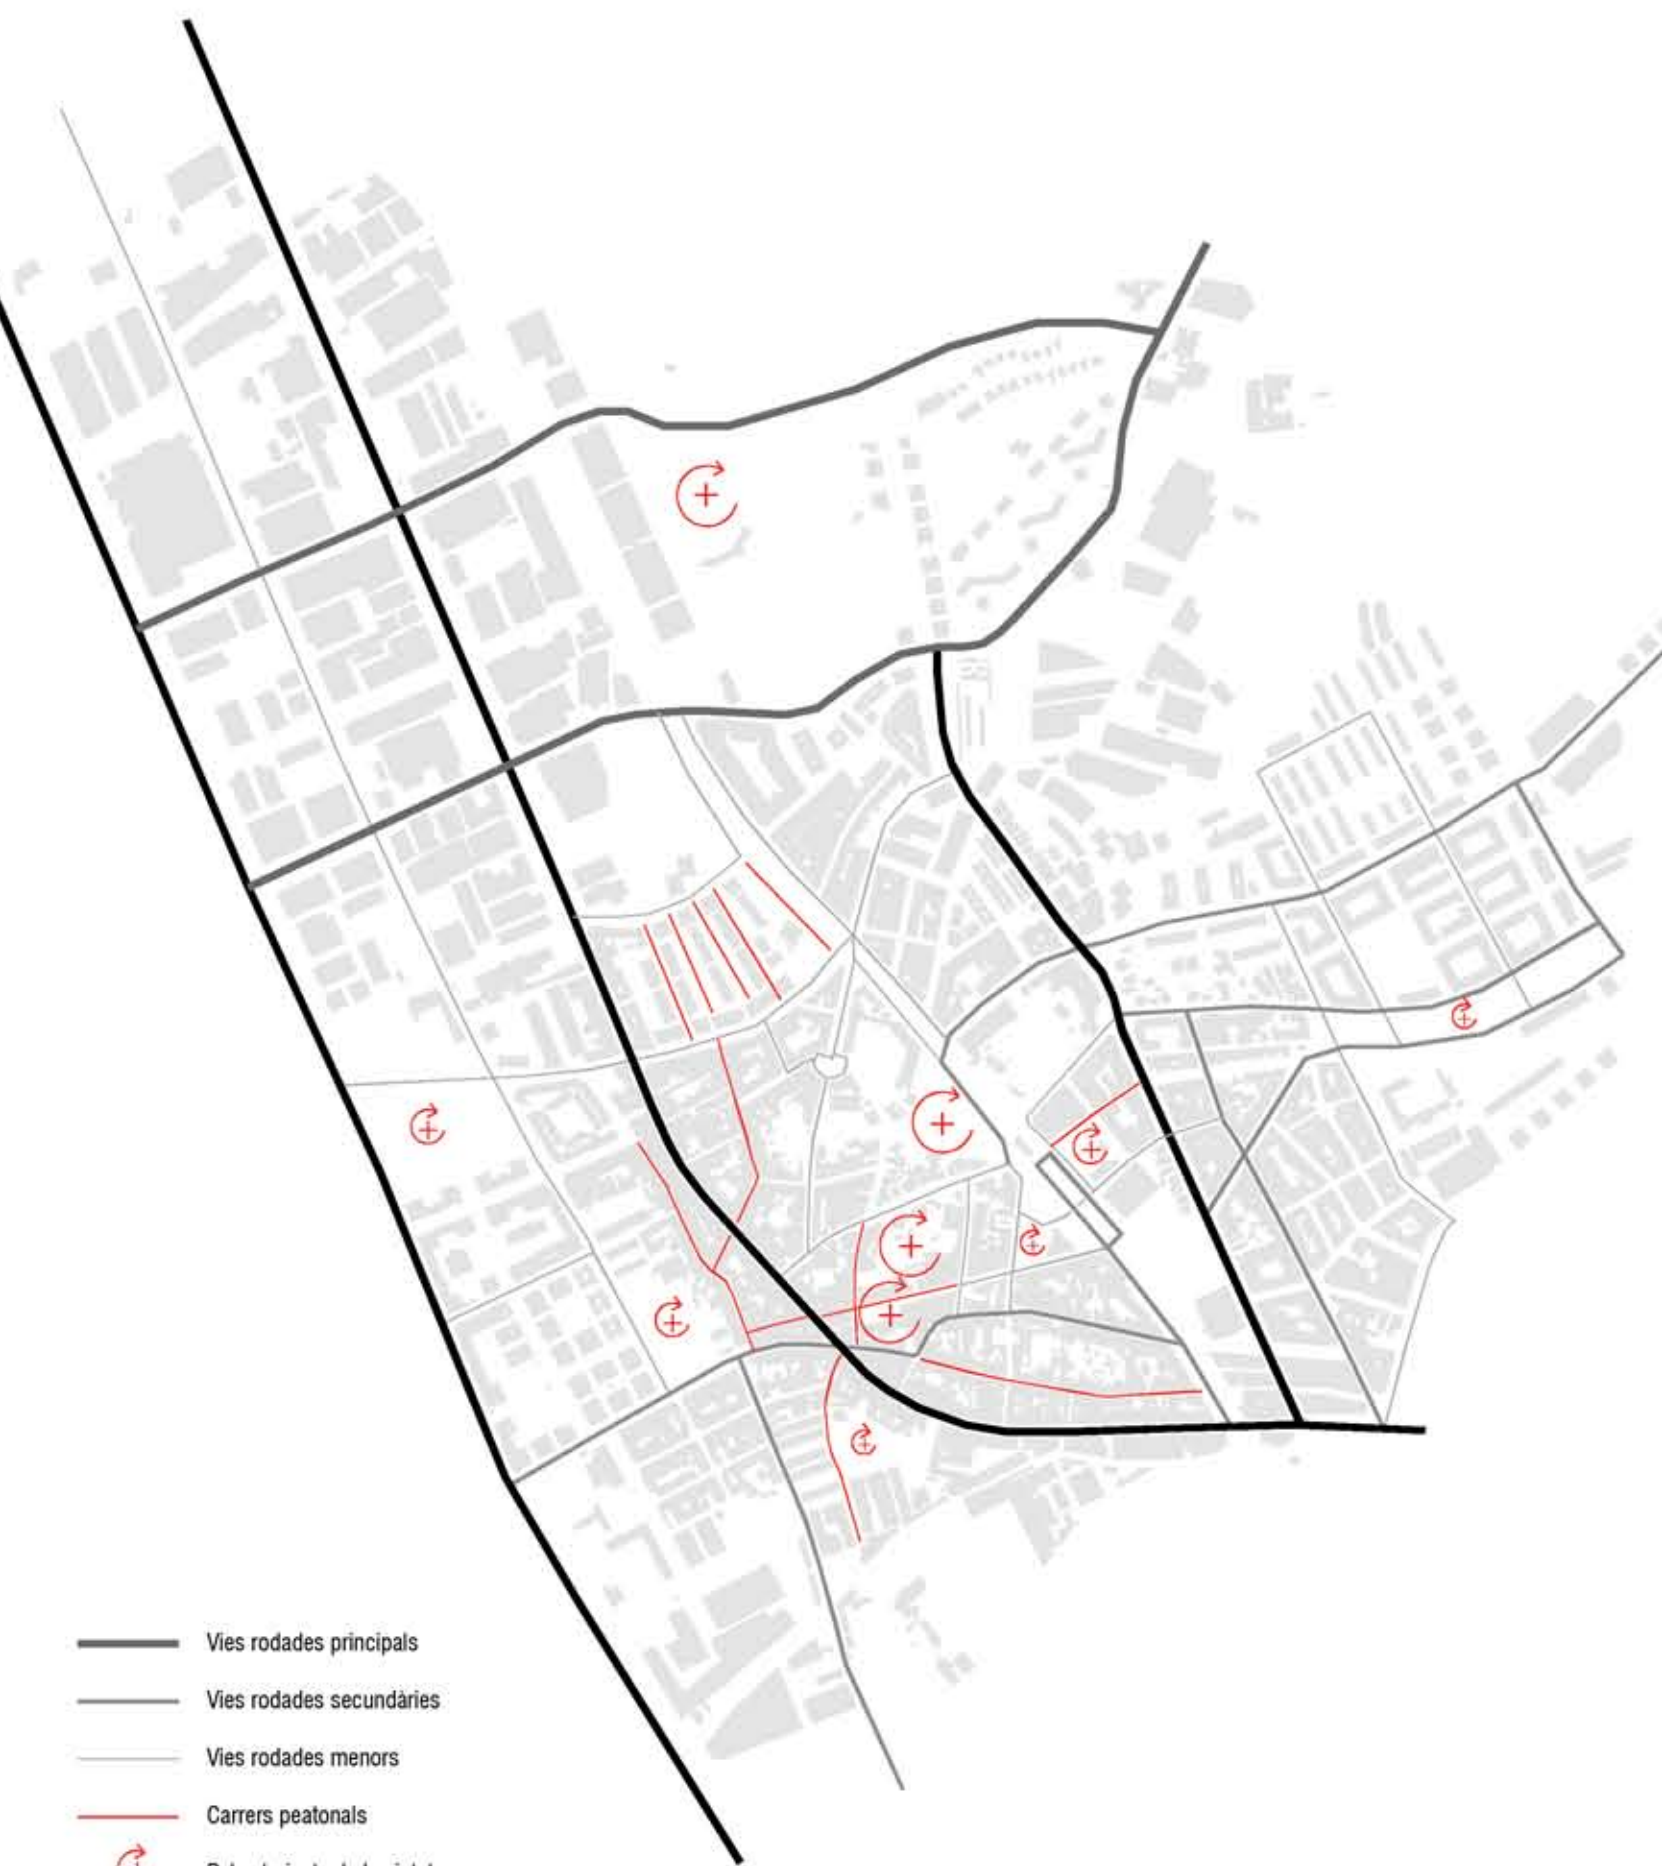 Vies rodades principals
Vies rodades secundàries
Vies rodades menors
Carrers peatonals